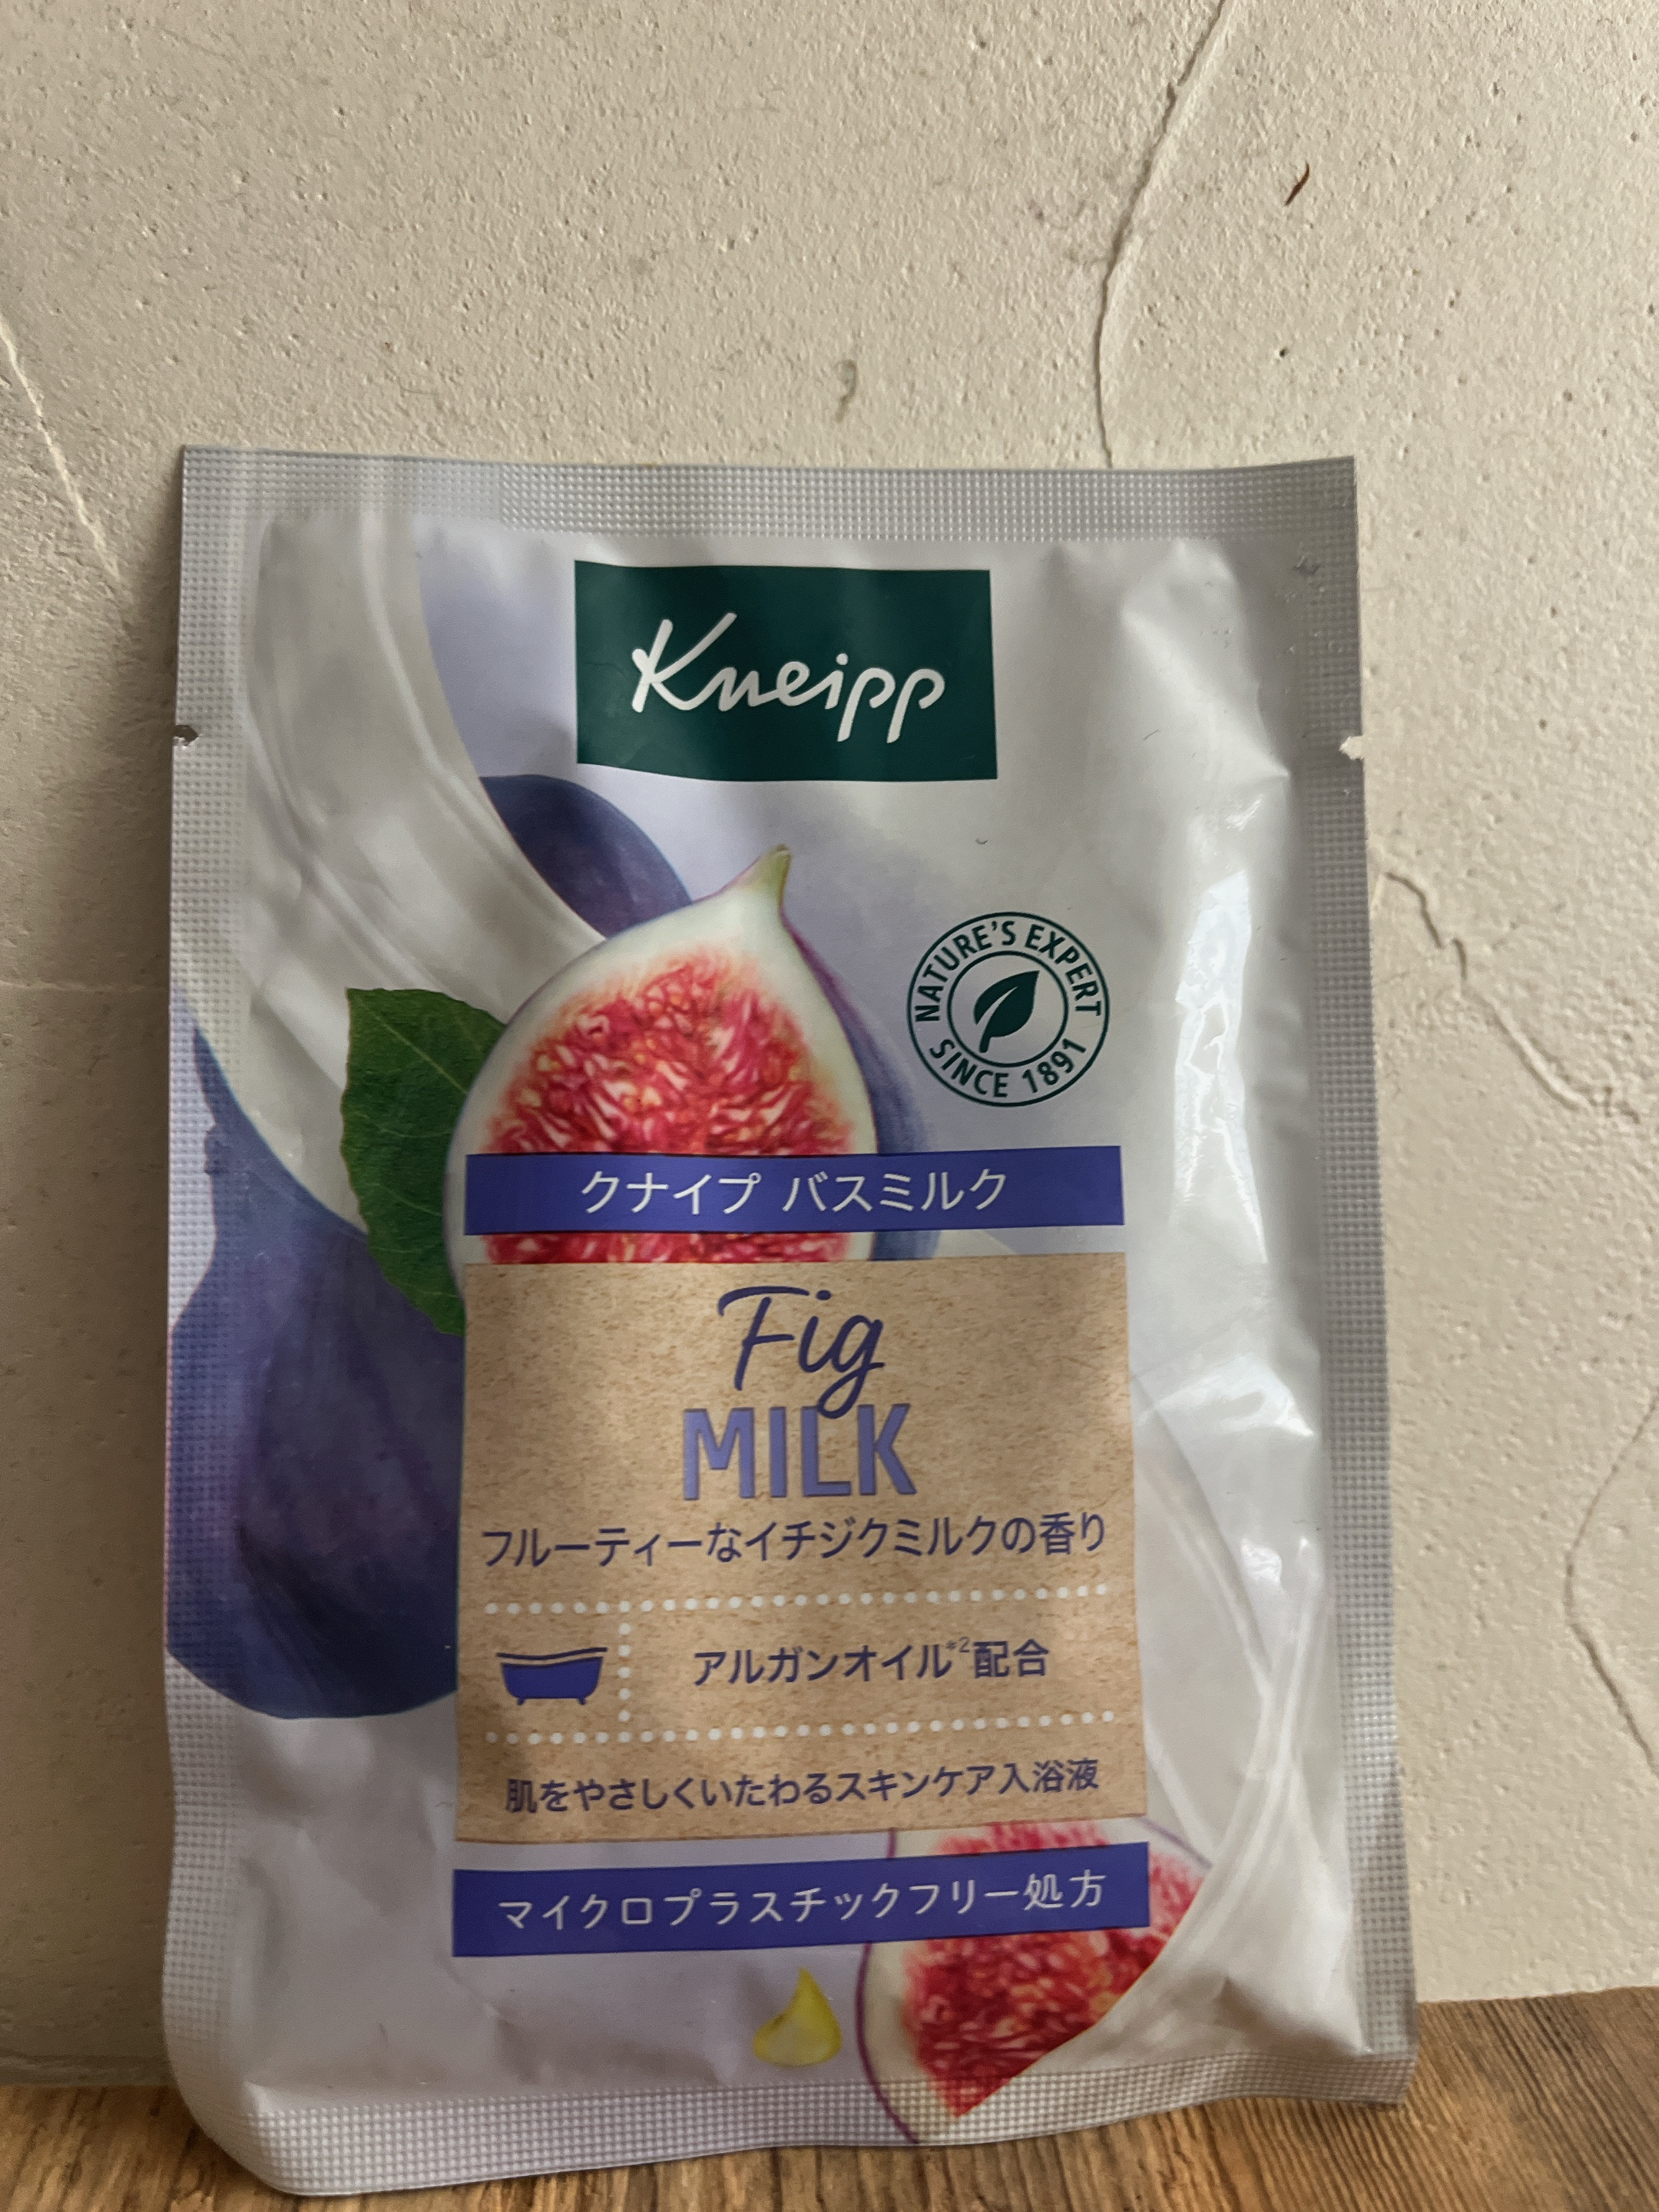 Kneipp
NATURE'S EXPERT
SINCE 1891
クナイプ バスミルク
Fig
MILK
フルーティーなイチジクミルクの香り
アルガンオイル*2配合
肌をやさしくいたわるスキンケア入浴液
マイクロプラスチックフリー処方